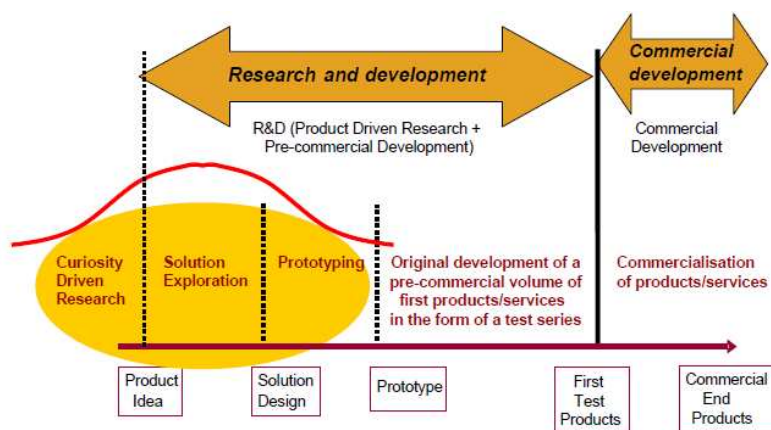 Research and development
Commercial
development
R&D (Product Driven Research +
Pre-commercial Development)
Commercial
Development
Curiosity
Driven
Research
Solution
Exploration
Prototyping
Original development of a
pre-commercial volume of
first products/services
in the form of a test series
Commercialisation
of products/services
Product
Idea
Solution
Design
Prototype
First
Test
Products
Commercial
End
Products